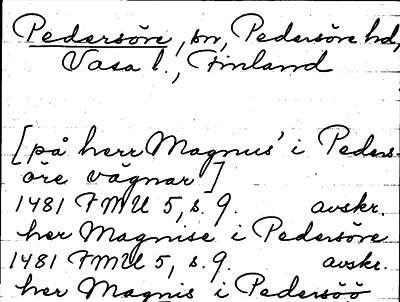 Pedersöre, sn, Pedersöre hd,
Vasa l., Finland
[på herr Magnus' i Peders-
öre vägnar]
1481 FMU 5, s. 9. avskr.
her Magnise i Pedersöre
1481 FMU 5, s. 9. avskr.
her Magnis i Pedersöö